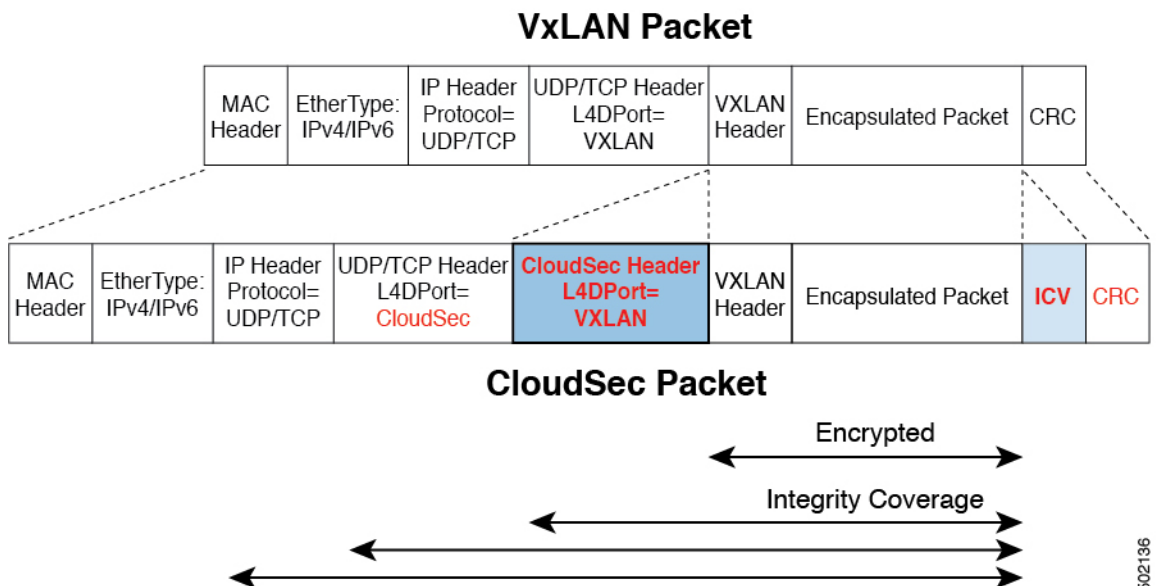 VxLAN Packet
MAC
Header
EtherType:
IPv4/IPv6
IP Header
Protocol=
UDP/TCP
UDP/TCP Header
L4DPort=
VXLAN
VXLAN
Header
Encapsulated Packet
CRC
MAC
Header
EtherType:
IPv4/IPv6
IP Header
Protocol=
UDP/TCP
UDP/TCP Header
L4DPort=
CloudSec
CloudSec Header
L4DPort=
VXLAN
VXLAN
Header
Encapsulated Packet
ICV
CRC
CloudSec Packet
Encrypted
Integrity Coverage
502136